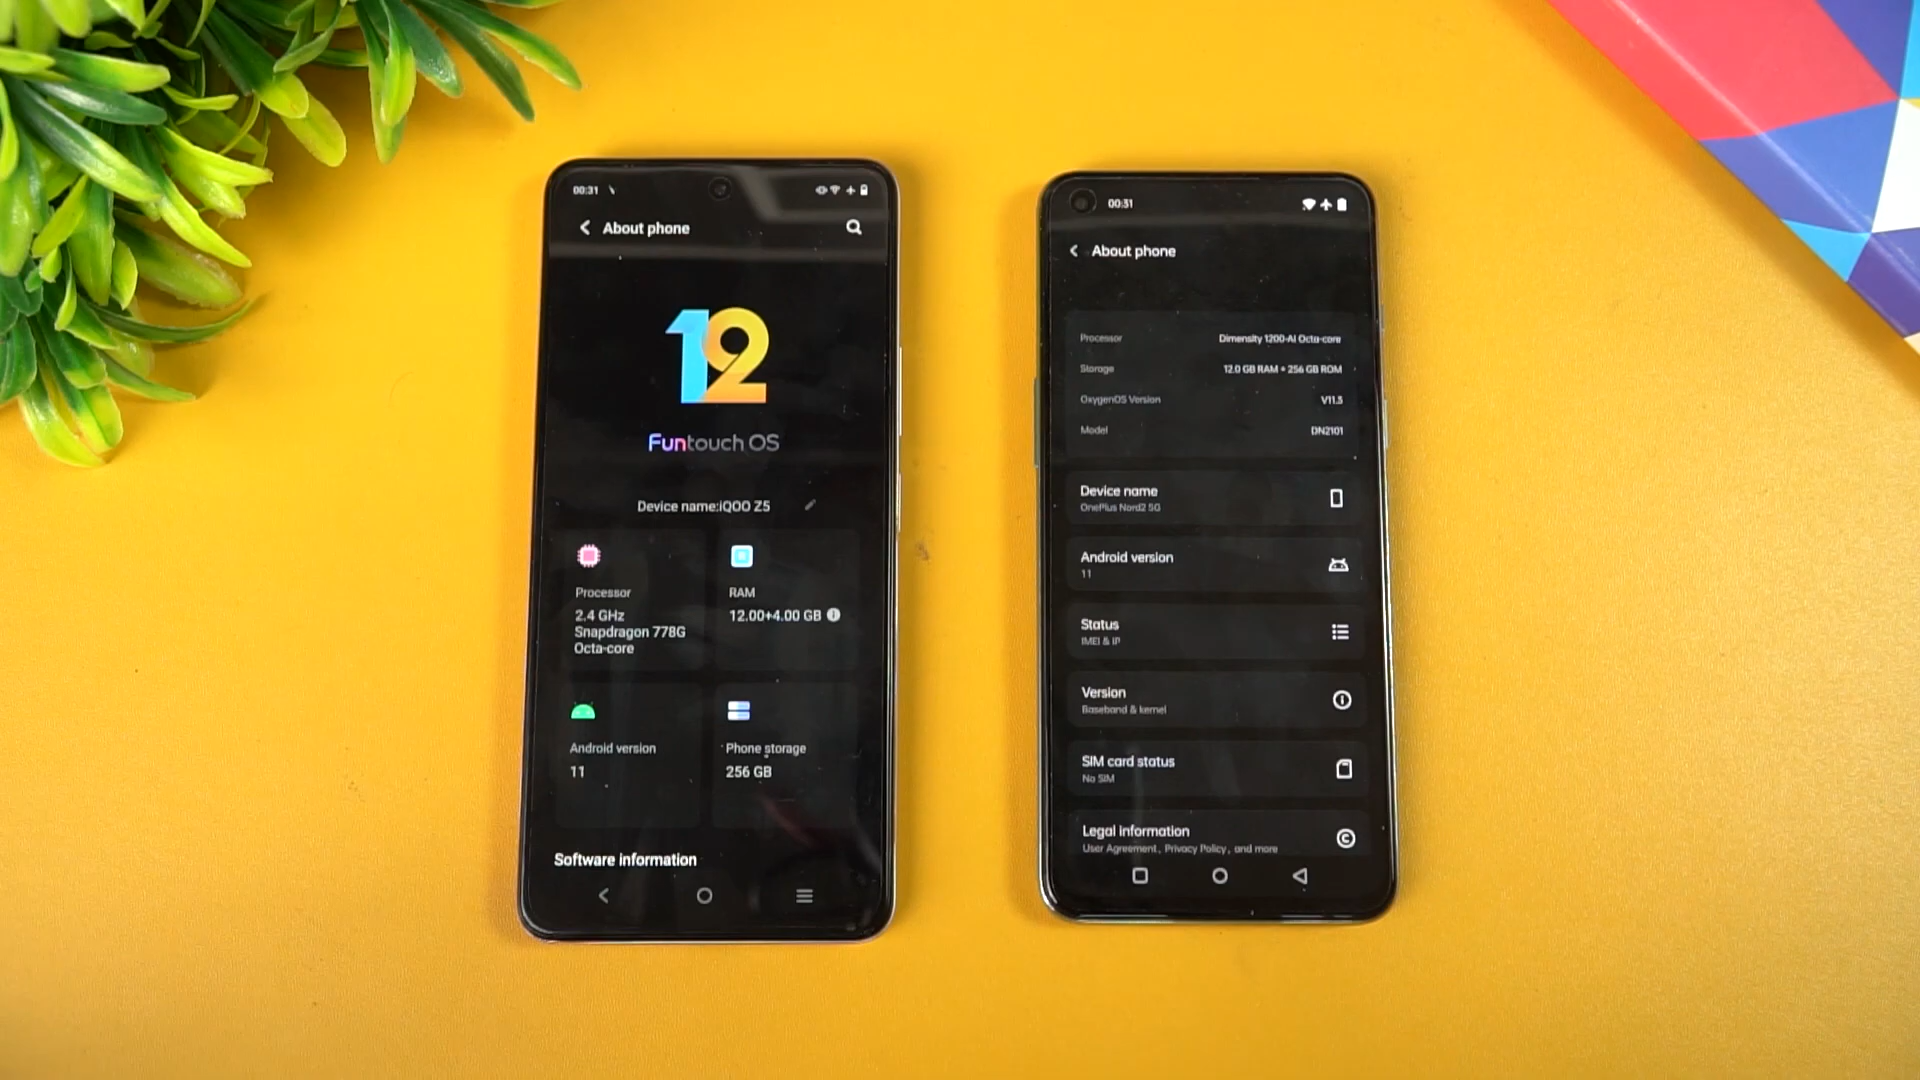 00:31
About phone
12
Funtouch OS
Device name:iQOO Z5
Processor
2.4 GHz
Snapdragon 778G
Octa-core
RAM
12.00+4.00 GB
Android version
11
Phone storage
256 GB
Software information
00:31
About phone
Processor Dimensity 1200-AI Octa-core
Storage 12.0 GB RAM + 256 GB ROM
OxygenOS Version V11.3
Model DN2101
Device name
OnePlus Nord2 5G
Android version
11
Status
IMEI & IP
Version
Baseband & kernel
SIM card status
No SIM
Legal information
User Agreement, Privacy Policy, and more